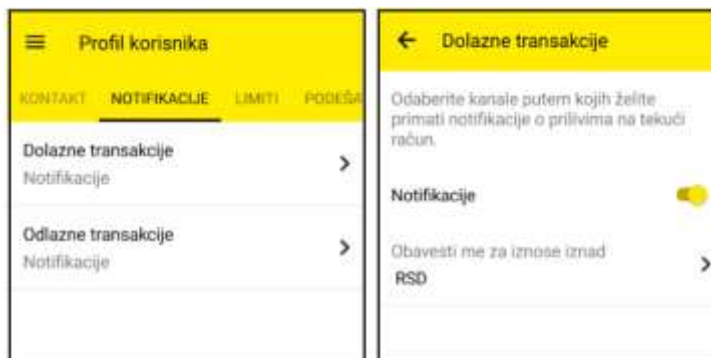 Profil korisnika
KONTAKT NOTIFIKACIJE LIMITI PODEŠA
Dolazne transakcije
Notifikacije
Odlazne transakcije
Notifikacije
Dolazne transakcije
Odaberite kanale putem kojih želite
primati notifikacije o prilivima na tekući
račun.
Notifikacije
Obavesti me za iznose iznad
RSD